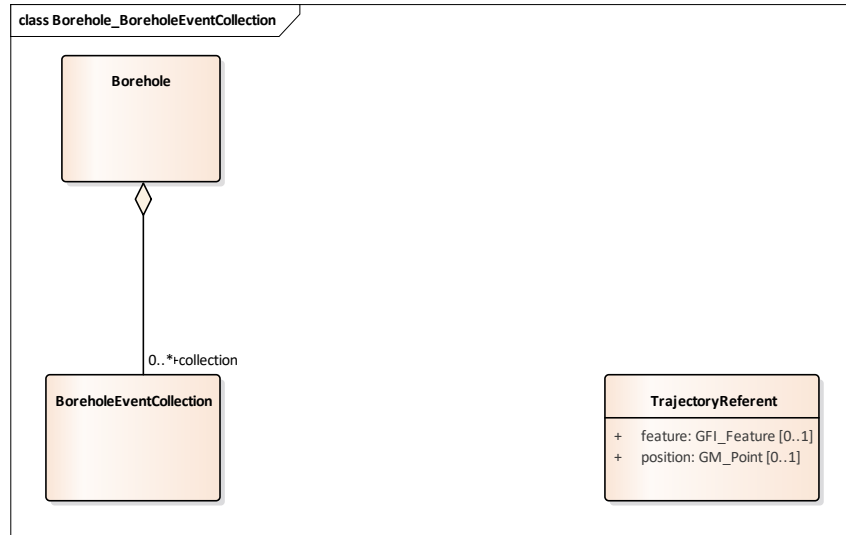 class Borehole_BoreholeEventCollection
Borehole
0..*
+collection
BoreholeEventCollection
TrajectoryReferent
+ feature: GFI_Feature [0..1]
+ position: GM_Point [0..1]